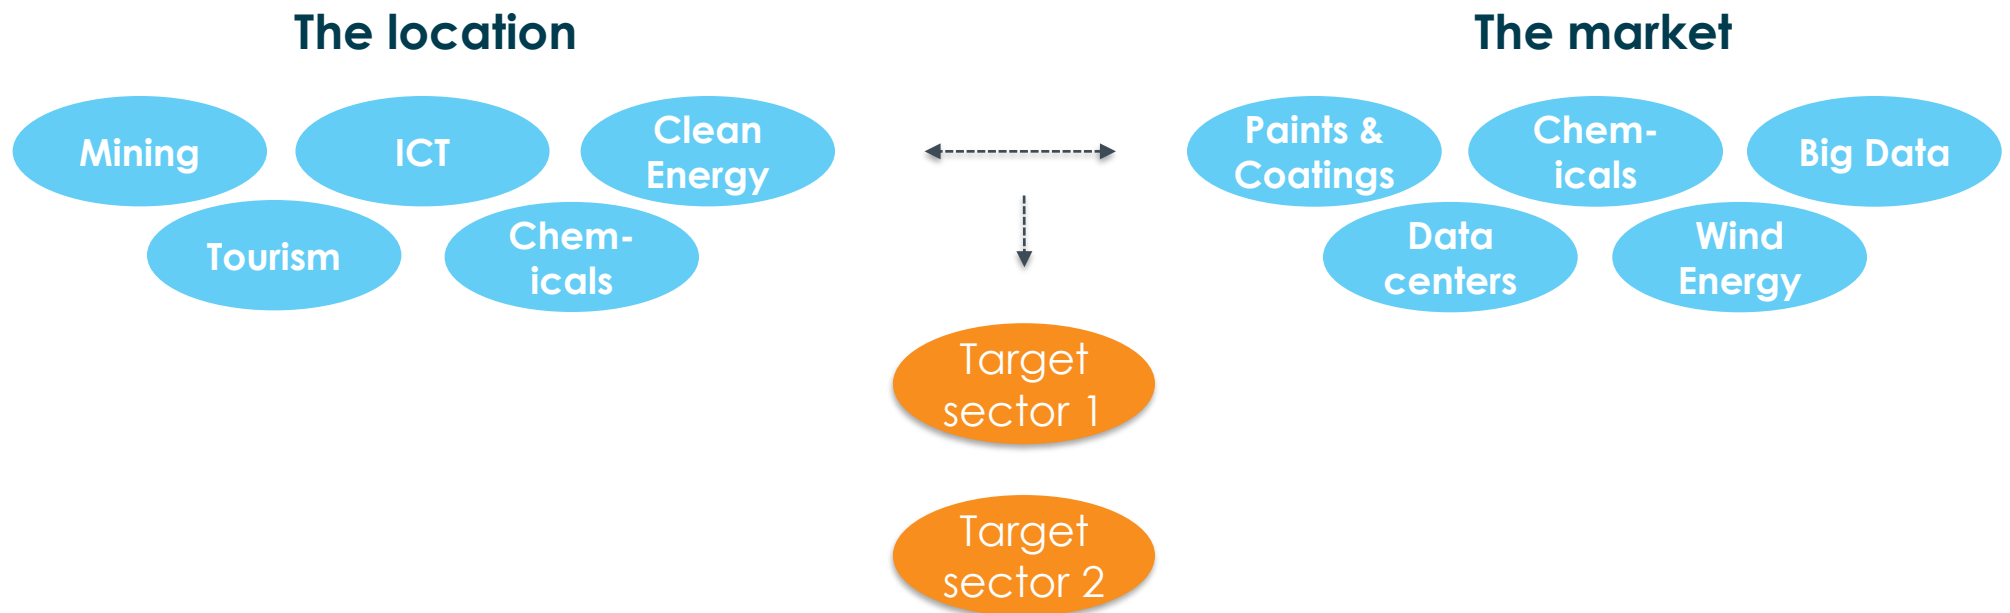 The location
The market
Mining
ICT
Clean
Energy
Tourism
Chem-
icals
Paints &
Coatings
Chem-
icals
Big Data
Data
centers
Wind
Energy
Target
sector 1
Target
sector 2